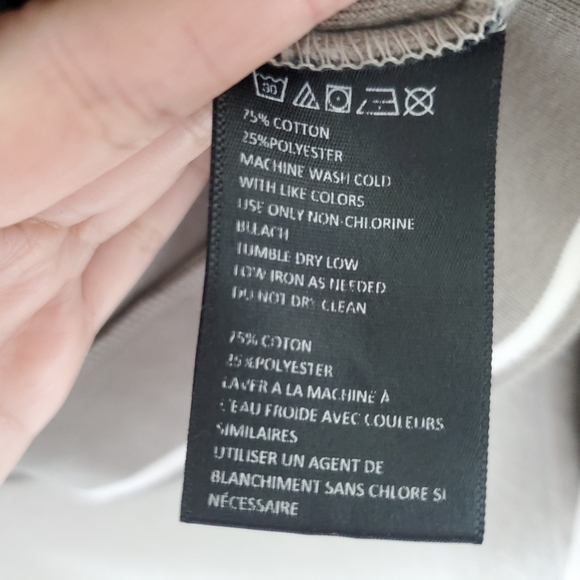 30
75% COTTON
25%POLYESTER
MACHINE WASH COLD
WITH LIKE COLORS
USE ONLY NON-CHLORINE
BLEACH
TUMBLE DRY LOW
LOW IRON AS NEEDED
DO NOT DRY CLEAN
75% COTON
25%POLYESTER
LAVER A LA MACHINE À
L'EAU FROIDE AVEC COULEURS
SIMILAIRES
UTILISER UN AGENT DE
BLANCHIMENT SANS CHLORE SI
NÉCESSAIRE